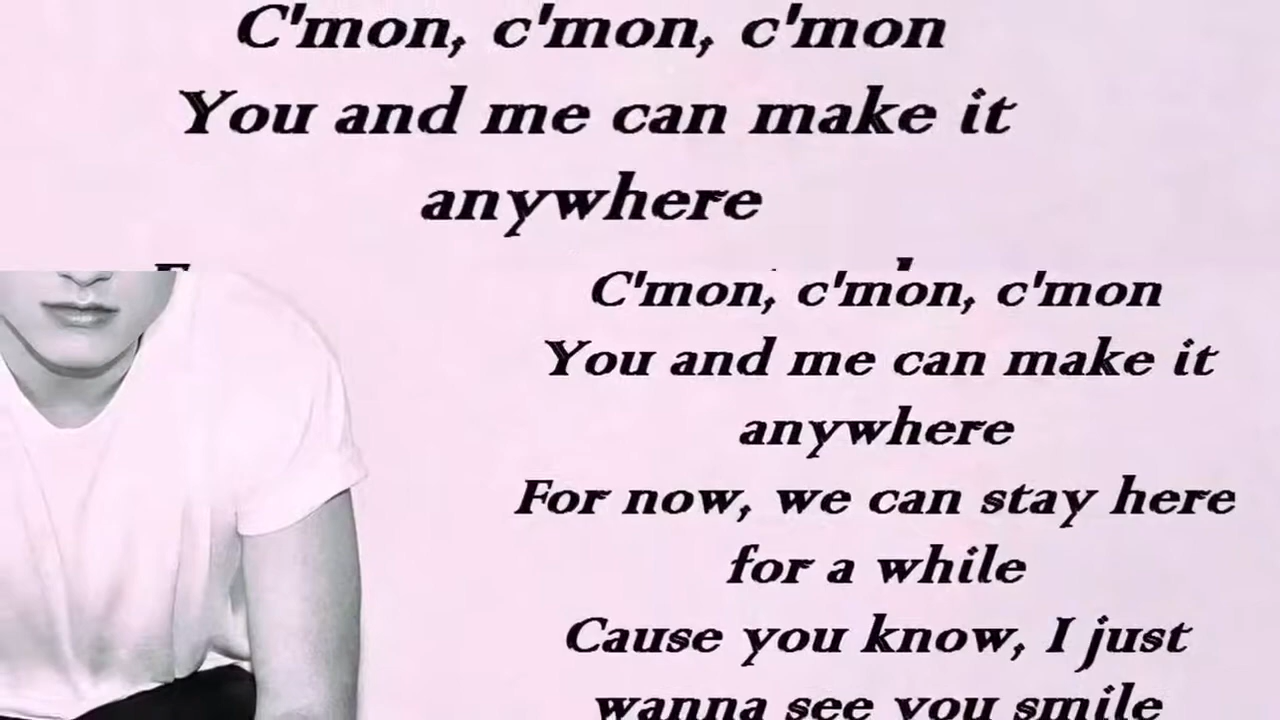 C'mon, c'mon, c'mon
You and me can make it
anywhere
C'mon, c'mon, c'mon
You and me can make it
anywhere
For now, we can stay here
for a while
Cause you know, I just
wanna see you smile